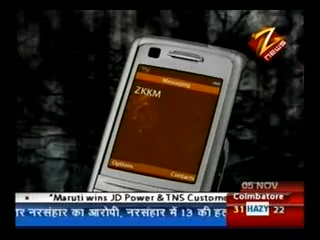 Z
news
Messaging
ZKKM
Options
Contacts
05 NOV
"Maruti wins JD Power & TNS Custome
Coimbatore
नरसंहार का आरोपी, नरसंहार में 13 की हत
31 HAZY 22